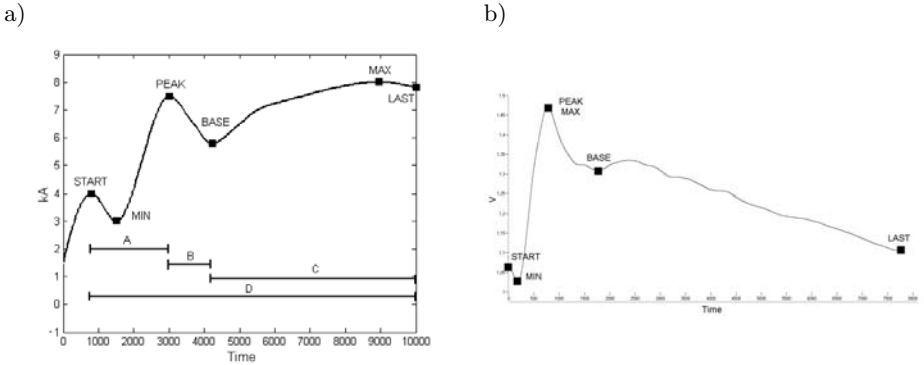 a)
9
8
7
6
5
4
3
2
1
0
-1
kA
START
MIN
PEAK
BASE
MAX
LAST
A
B
C
D
0 1000 2000 3000 4000 5000 6000 7000 8000 9000 10000
Time
b)
V
PEAK
MAX
BASE
START
MIN
LAST
Time